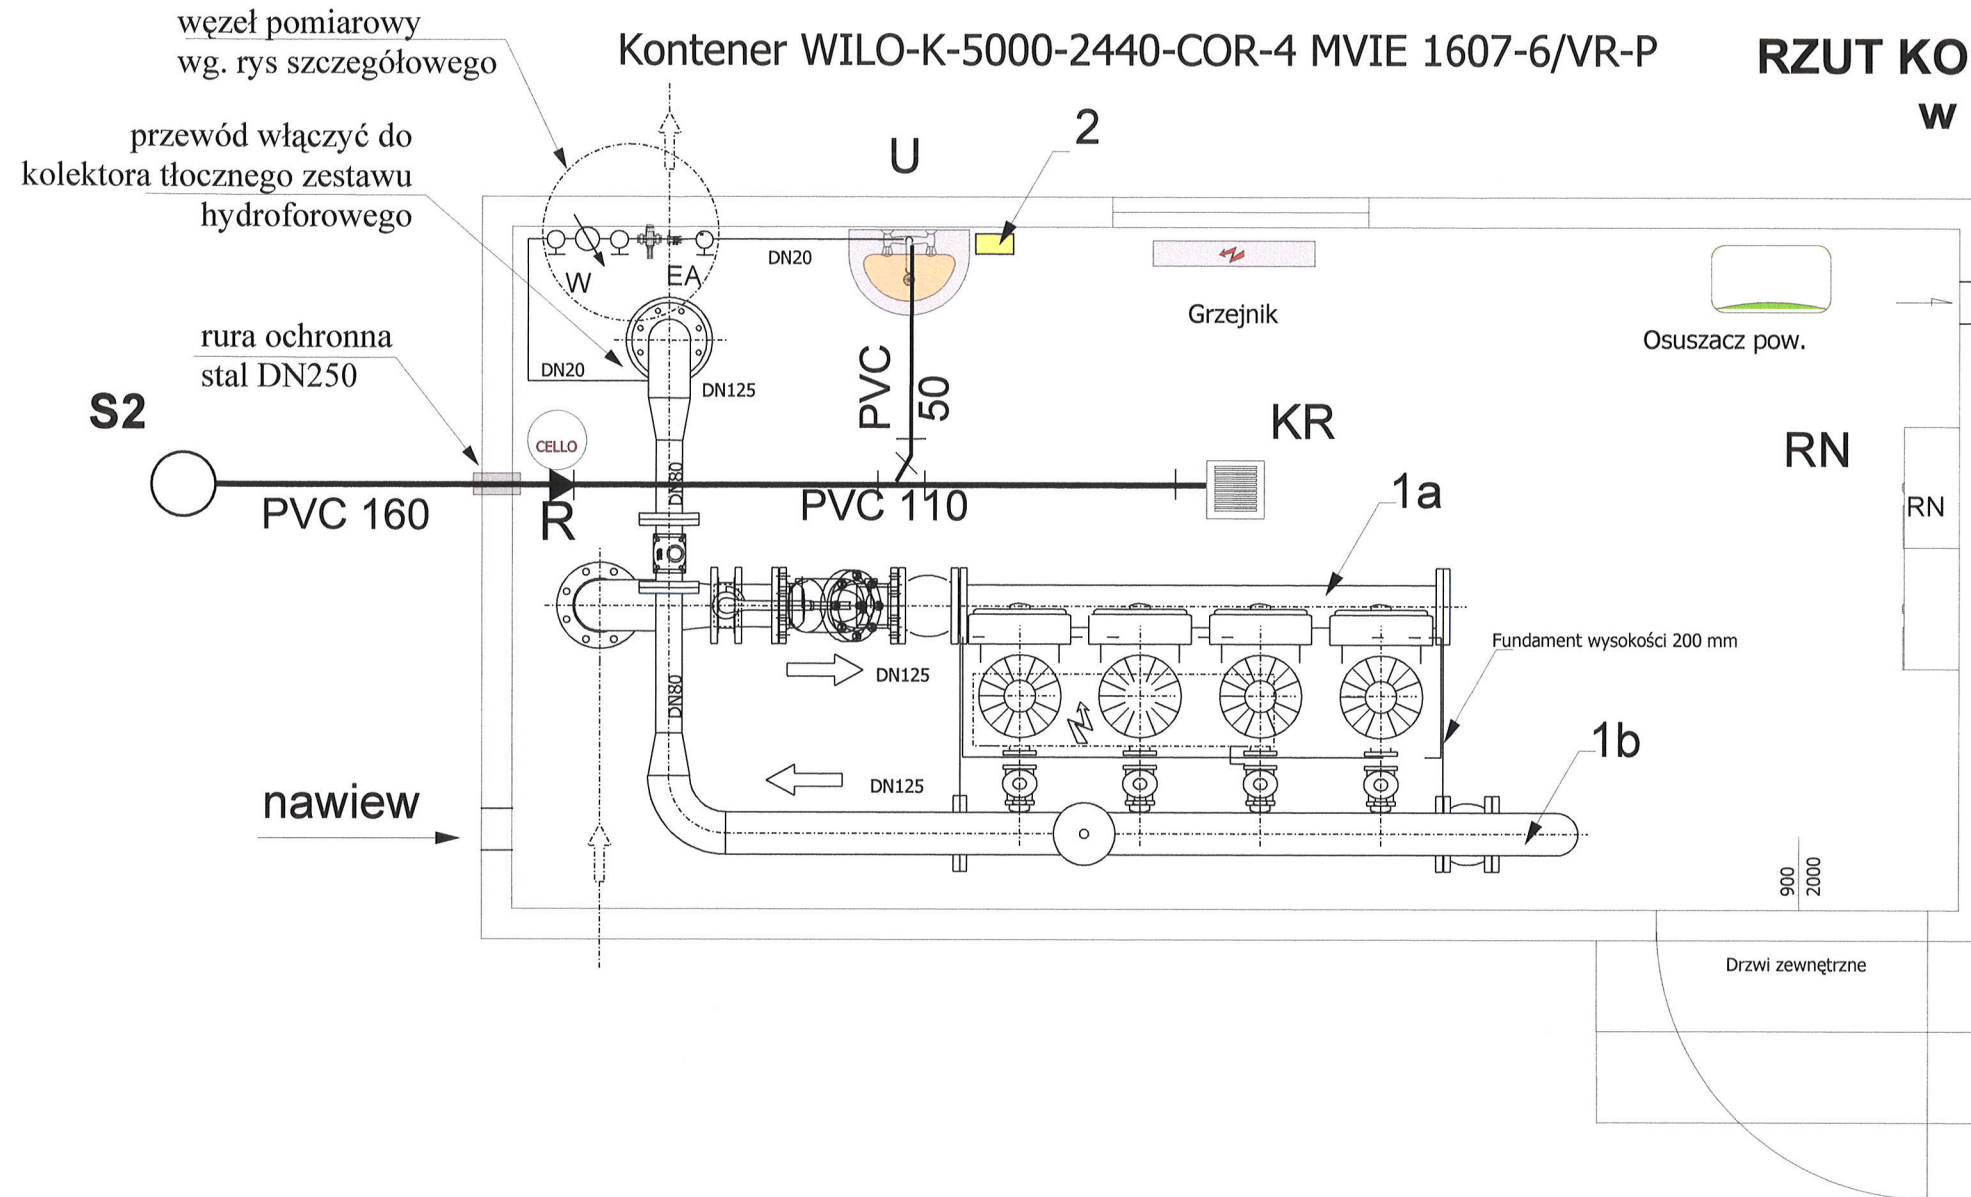 węzeł pomiarowy
wg. rys szczegółowego
Kontener WILO-K-5000-2440-COR-4 MVIE 1607-6/VR-P
RZUT KO
w
przewód włączyć do
kolektora tłocznego zestawu
hydroforowego
U
2
W
EA
DN20
Grzejnik
Osuszacz pow.
rura ochronna
stal DN250
DN20
DN125
PVC
50
S2
CELLO
KR
RN
DN80
PVC 160
R
PVC 110
1a
RN
Fundament wysokości 200 mm
DN125
DN80
1b
DN125
nawiew
900
2000
Drzwi zewnętrzne